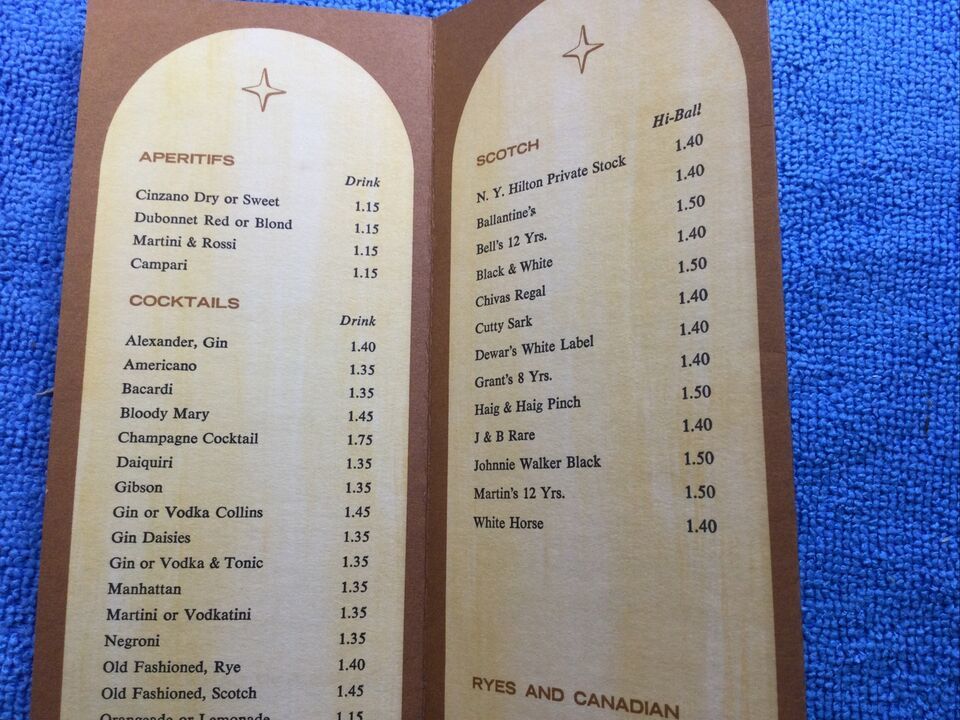 APERITIFS
Drink
Cinzano Dry or Sweet 1.15
Dubonnet Red or Blond 1.15
Martini & Rossi 1.15
Campari 1.15
COCKTAILS
Drink
Alexander, Gin 1.40
Americano 1.35
Bacardi 1.35
Bloody Mary 1.45
Champagne Cocktail 1.75
Daiquiri 1.35
Gibson 1.35
Gin or Vodka Collins 1.45
Gin Daisies 1.35
Gin or Vodka & Tonic 1.35
Manhattan 1.35
Martini or Vodkatini 1.35
Negroni 1.35
Old Fashioned, Rye 1.40
Old Fashioned, Scotch 1.45
Orangeade or Lemonade 1.15
SCOTCH
Hi-Ball
N. Y. Hilton Private Stock 1.40
Ballantine's 1.40
Bell's 12 Yrs. 1.50
Black & White 1.40
Chivas Regal 1.50
Cutty Sark 1.40
Dewar's White Label 1.40
Grant's 8 Yrs. 1.40
Haig & Haig Pinch 1.50
J & B Rare 1.40
Johnnie Walker Black 1.50
Martin's 12 Yrs. 1.50
White Horse 1.40
RYES AND CANADIAN